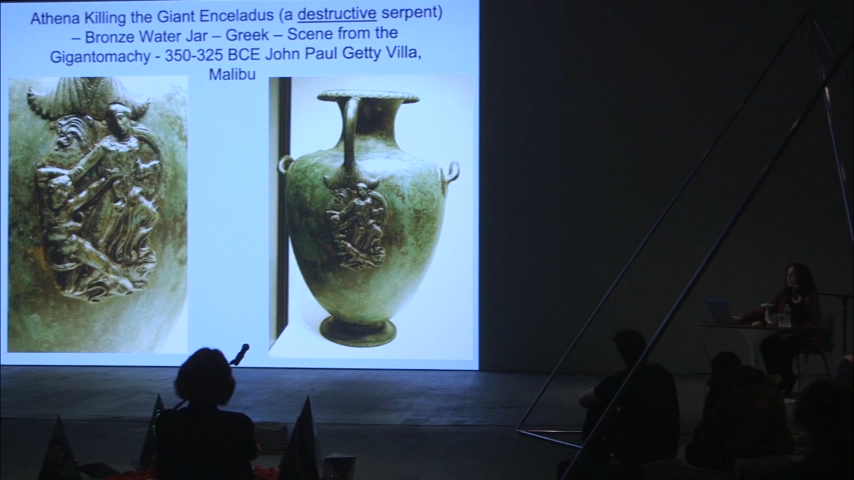 Athena Killing the Giant Enceladus (a destructive serpent)
– Bronze Water Jar – Greek – Scene from the
Gigantomachy - 350-325 BCE John Paul Getty Villa,
Malibu